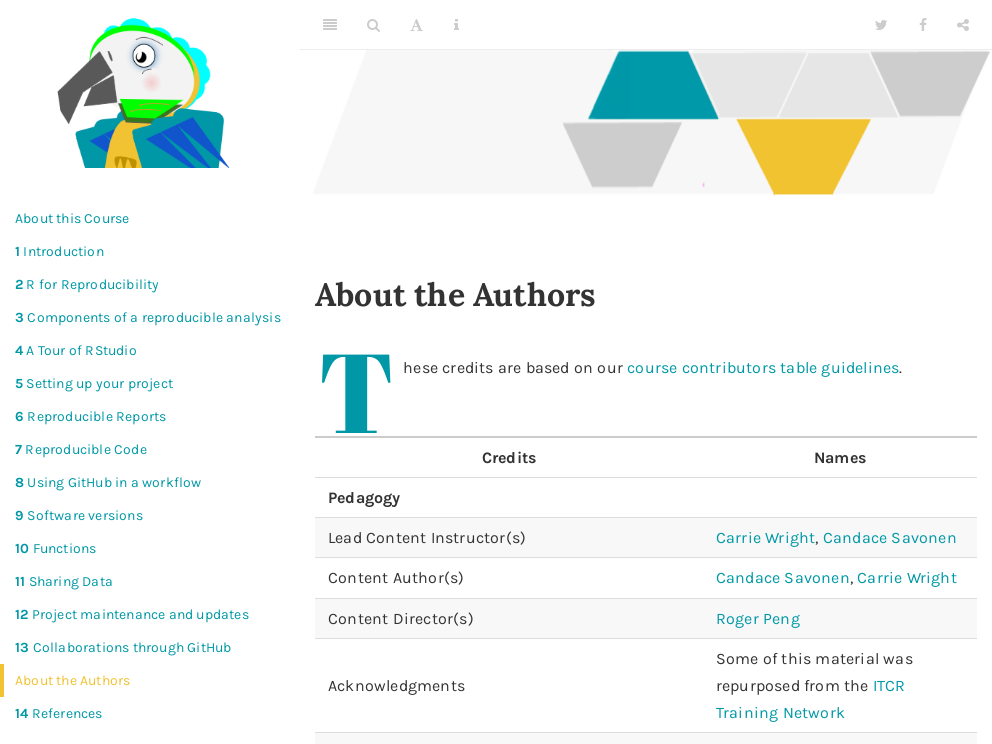 About this Course
1 Introduction
2 R for Reproducibility
3 Components of a reproducible analysis
4 A Tour of RStudio
5 Setting up your project
6 Reproducible Reports
7 Reproducible Code
8 Using GitHub in a workflow
9 Software versions
10 Functions
11 Sharing Data
12 Project maintenance and updates
13 Collaborations through GitHub
About the Authors
14 References
About the Authors
These credits are based on our course contributors table guidelines.
Credits Names
Pedagogy
Lead Content Instructor(s) Carrie Wright, Candace Savonen
Content Author(s) Candace Savonen, Carrie Wright
Content Director(s) Roger Peng
Acknowledgments Some of this material was
repurposed from the ITCR
Training Network